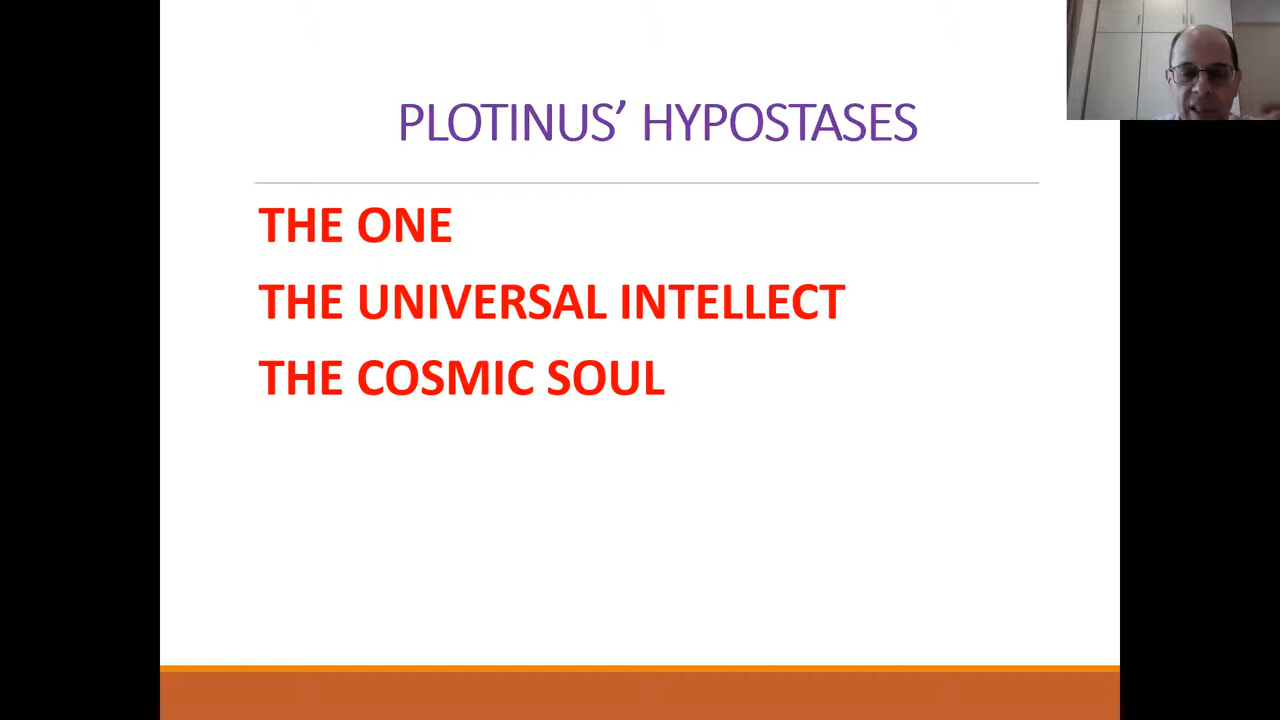 PLOTINUS’ HYPOSTASES
THE ONE
THE UNIVERSAL INTELLECT
THE COSMIC SOUL